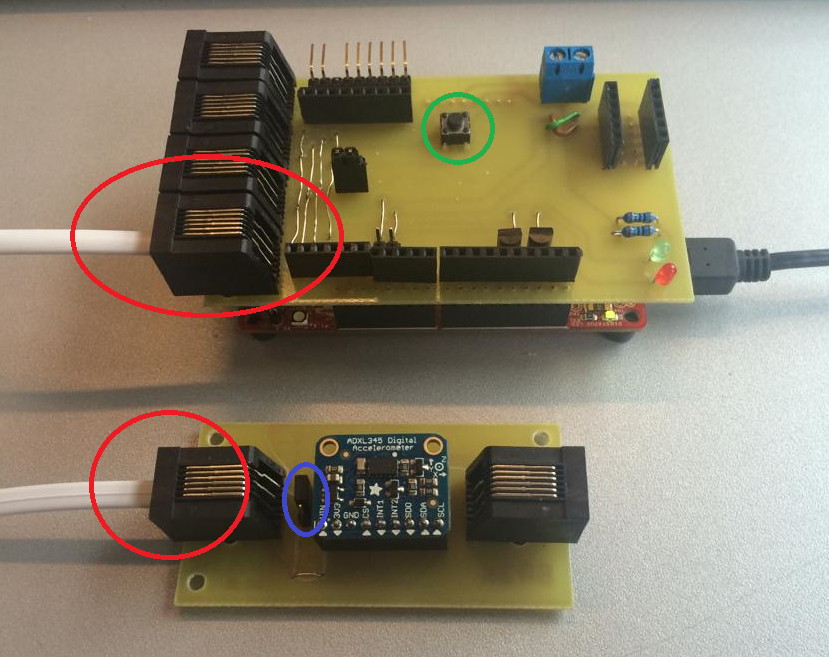 ADXL345 Digital
Accelerometer
Z
X
VIN 3V3 GND CS INT1 INT2 SDO SDA SCL